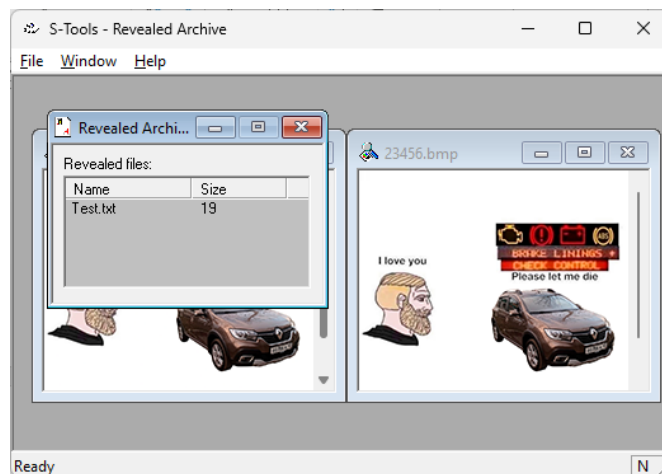 S-Tools - Revealed Archive
File Window Help
Revealed Archi...
Revealed files:
Name Size
Test.txt 19
23456.bmp
I love you
ABS
BRAKE LININGS +
CHECK CONTROL
Please let me die
Ready
N